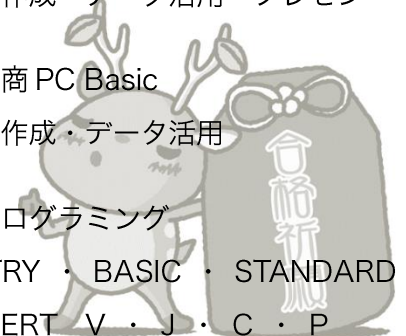 作成・データ活用・プレゼン
商 PC Basic
作成・データ活用
ログラミング
TRY ・ BASIC ・ STANDARD
ERT V ・ J ・ C ・ P
合格祈願